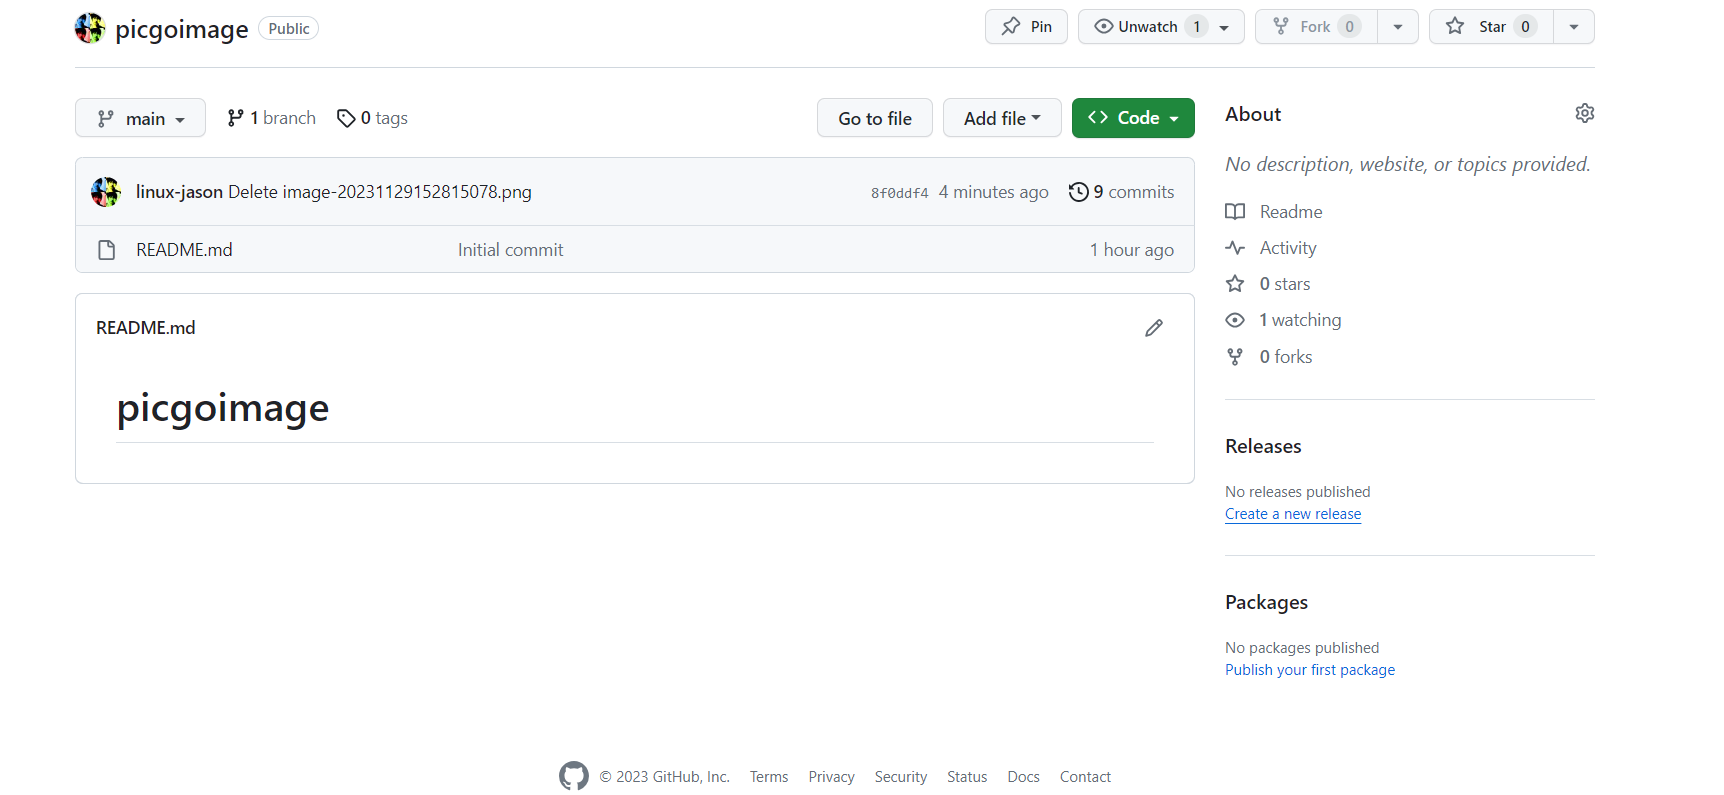 picgoimage Public Pin Unwatch 1 Fork 0 Star 0
main 1 branch 0 tags Go to file Add file Code
linux-jason Delete image-20231129152815078.png 8f0ddf4 4 minutes ago 9 commits
README.md Initial commit 1 hour ago
README.md
picgoimage
About
No description, website, or topics provided.
Readme
Activity
0 stars
1 watching
0 forks
Releases
No releases published
Create a new release
Packages
No packages published
Publish your first package
© 2023 GitHub, Inc. Terms Privacy Security Status Docs Contact